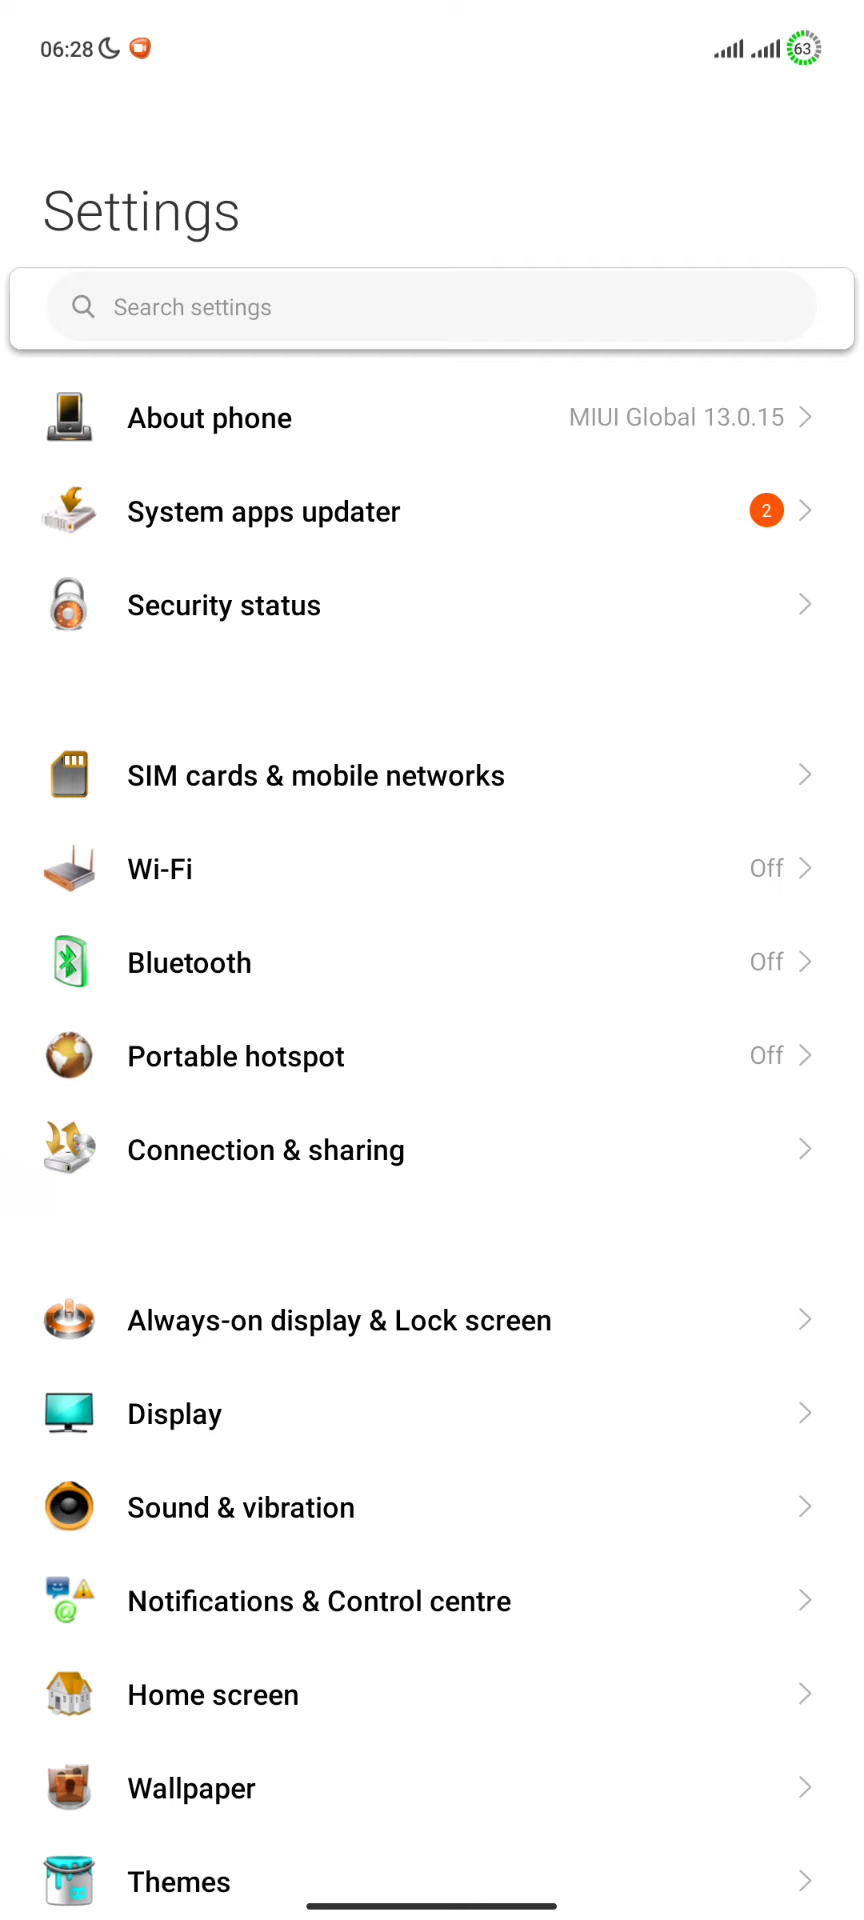 06:28 63
Settings
Search settings
About phone MIUI Global 13.0.15
System apps updater 2
Security status
SIM cards & mobile networks
Wi-Fi Off
Bluetooth Off
Portable hotspot Off
Connection & sharing
Always-on display & Lock screen
Display
Sound & vibration
Notifications & Control centre
Home screen
Wallpaper
Themes